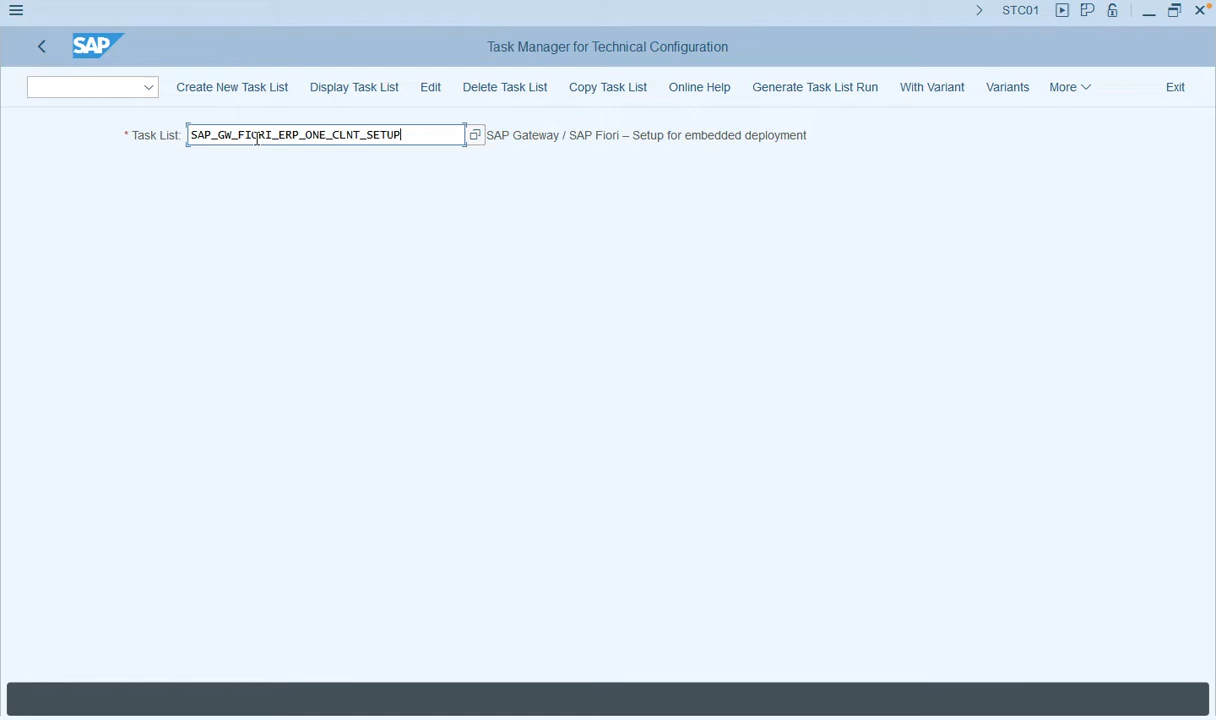 STC01
SAP
Task Manager for Technical Configuration
Create New Task List
Display Task List
Edit
Delete Task List
Copy Task List
Online Help
Generate Task List Run
With Variant
Variants
More
Exit
* Task List: SAP_GW_FIORI_ERP_ONE_CLNT_SETUP SAP Gateway / SAP Fiori – Setup for embedded deployment